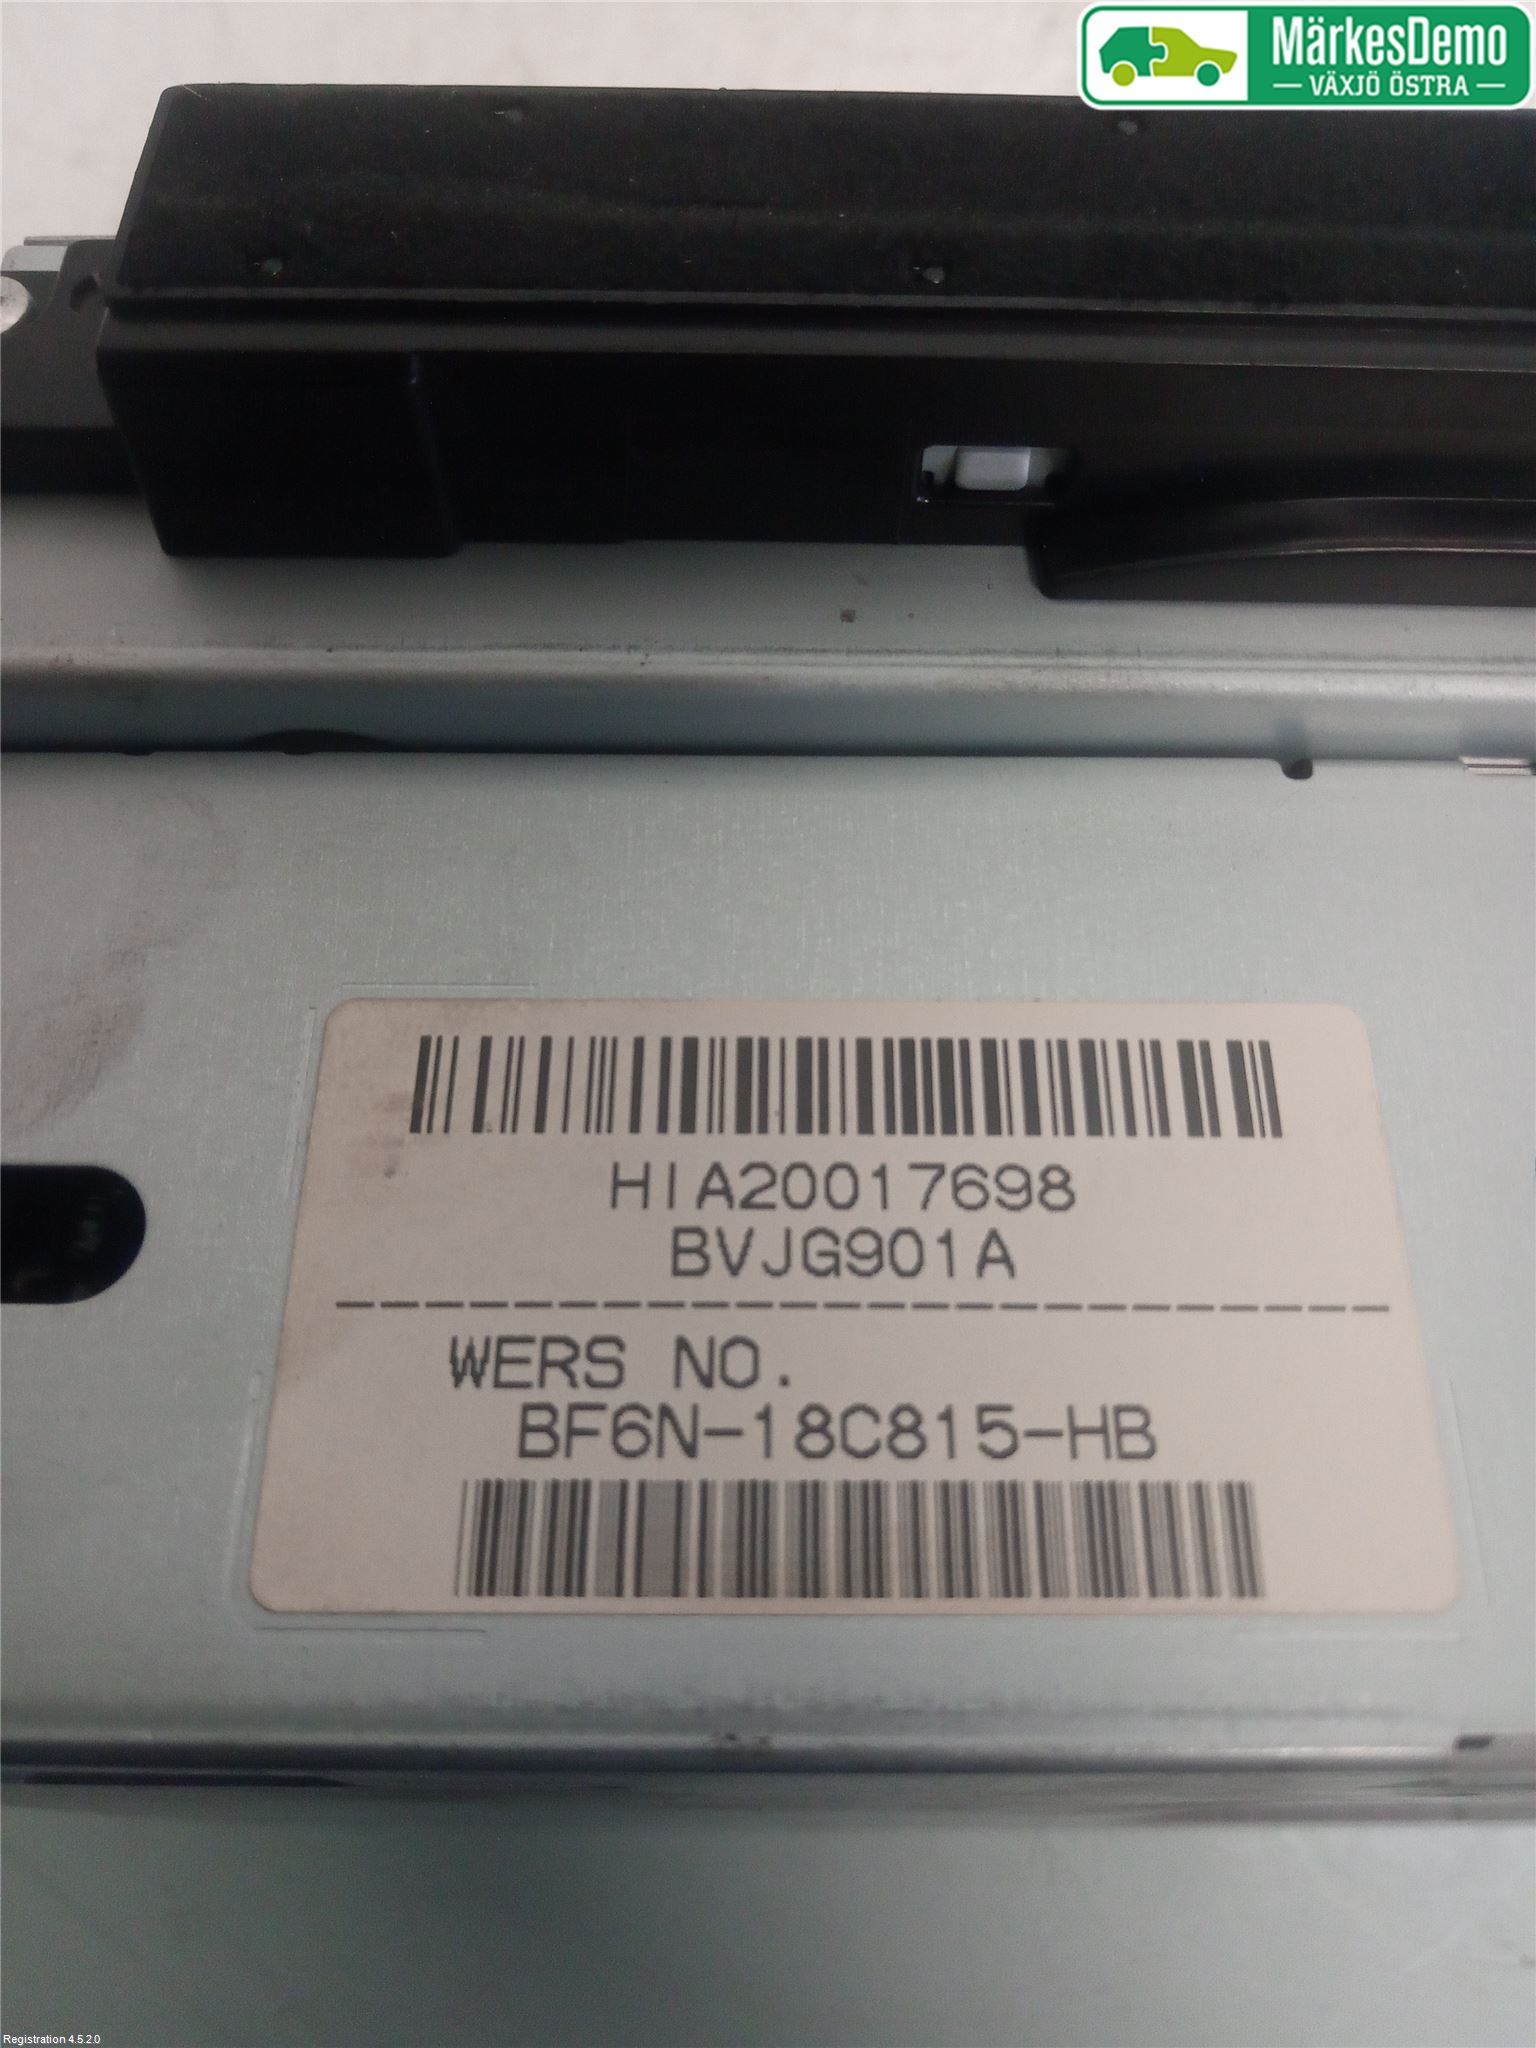 MärkesDemo
VÄXJÖ ÖSTRA
HIA20017698
BVJG901A
WERS NO.
BF6N-18C815-HB
Registration 4.5.2.0